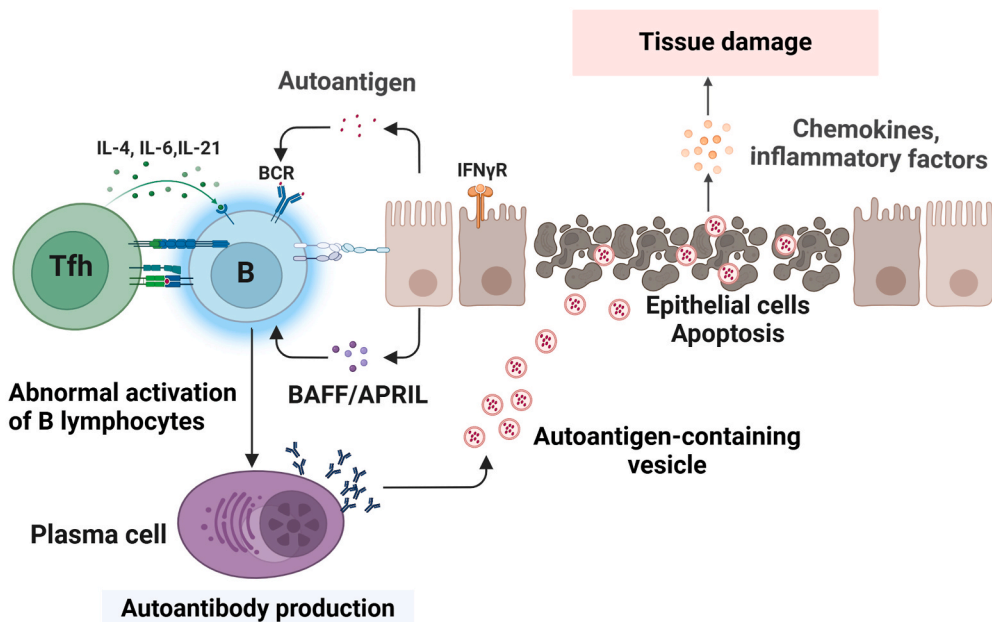 Tissue damage
Autoantigen
Chemokines,
inflammatory factors
IL-4, IL-6,IL-21
BCR
IFNγR
Tfh
B
Epithelial cells
Apoptosis
Abnormal activation
of B lymphocytes
BAFF/APRIL
Autoantigen-containing
vesicle
Plasma cell
Autoantibody production